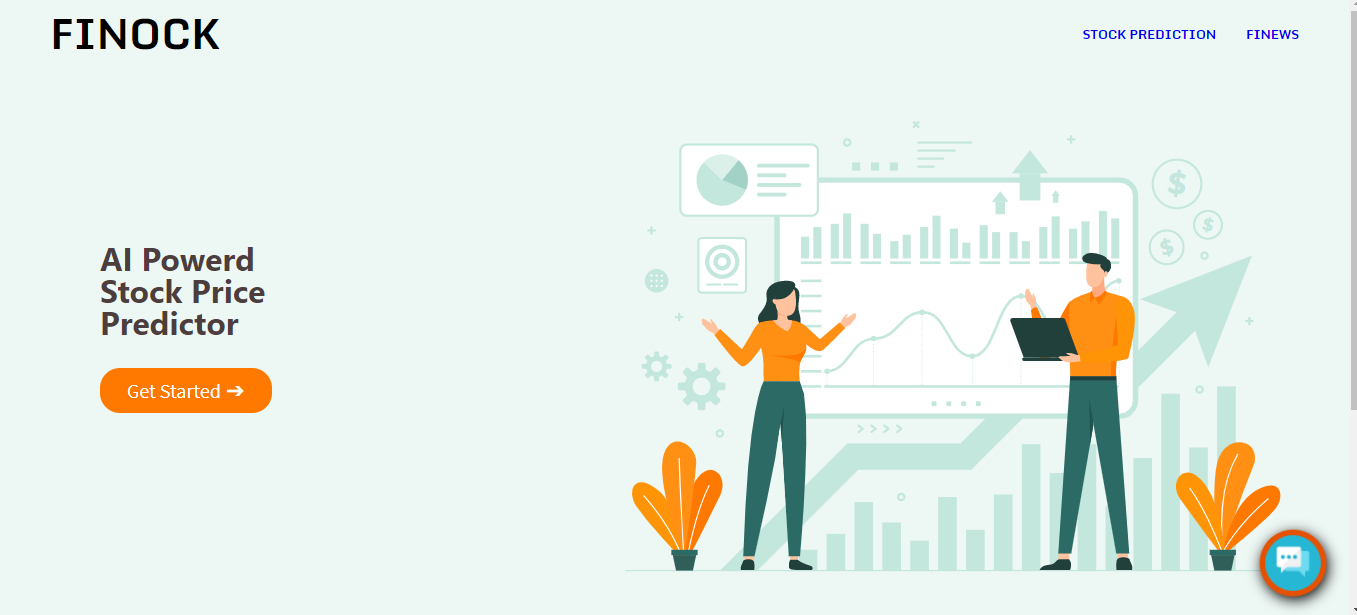 FINOCK
STOCK PREDICTION
FINEWS
AI Powerd
Stock Price
Predictor
Get Started ➔
$
$
$